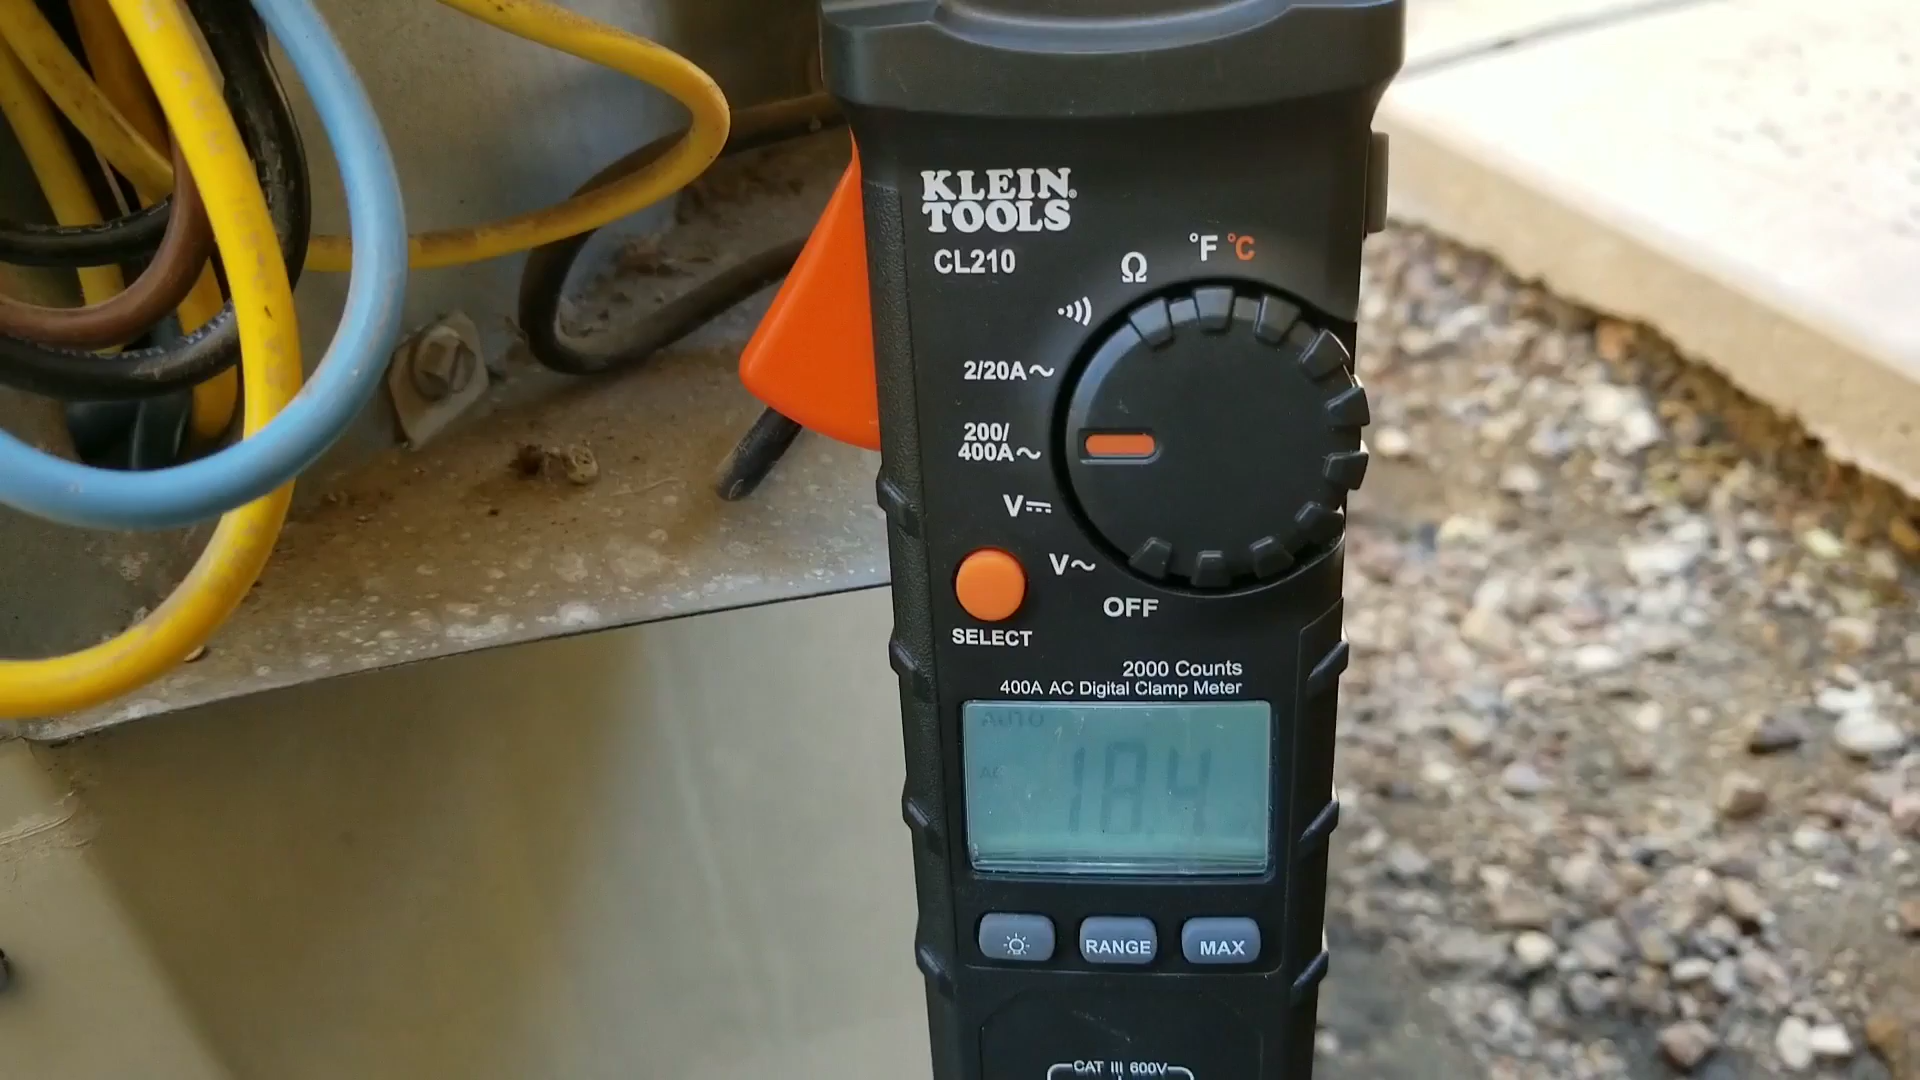 KLEIN
TOOLS®
CL210
°F °C
Ω
2/20A～
200/
400A～
V⎓
V～
OFF
SELECT
2000 Counts
400A AC Digital Clamp Meter
AUTO
AC
18.4
RANGE
MAX
CAT III 600V